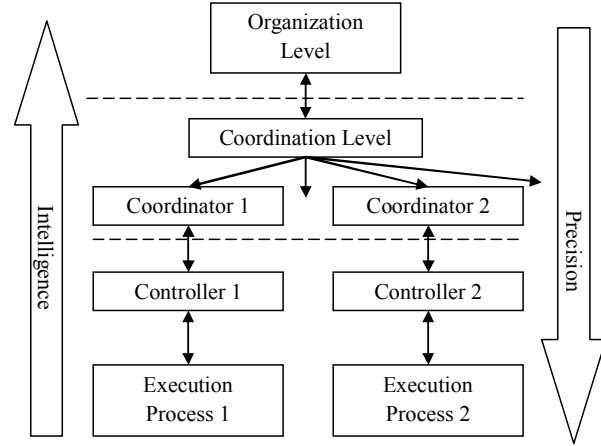 Organization
Level
Coordination Level
Intelligence
Coordinator 1
Coordinator 2
Precision
Controller 1
Controller 2
Execution
Process 1
Execution
Process 2